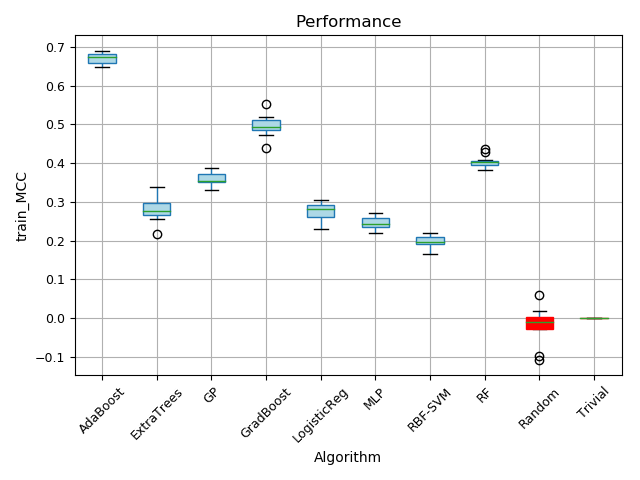 Performance
0.7
0.6
0.5
0.4
0.3
0.2
0.1
0.0
−0.1
train_MCC
AdaBoost
ExtraTrees
GP
GradBoost
LogisticReg
MLP
RBF-SVM
RF
Random
Trivial
Algorithm